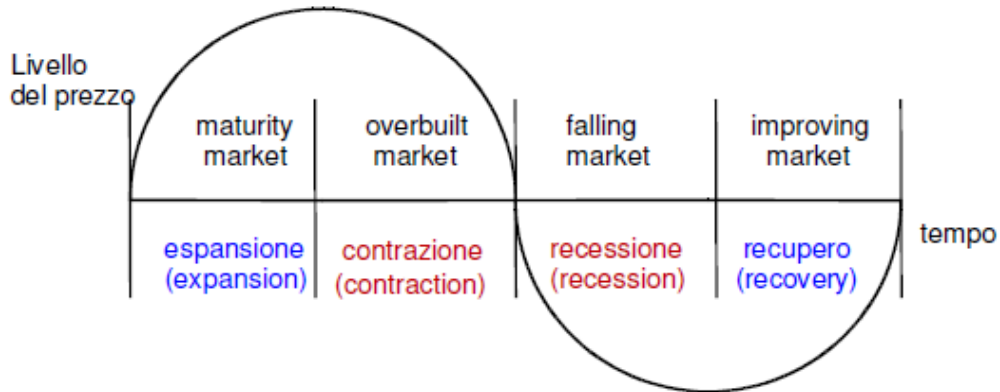 Livello
del prezzo
maturity
market
overbuilt
market
falling
market
improving
market
espansione
(expansion)
contrazione
(contraction)
recessione
(recession)
recupero
(recovery)
tempo